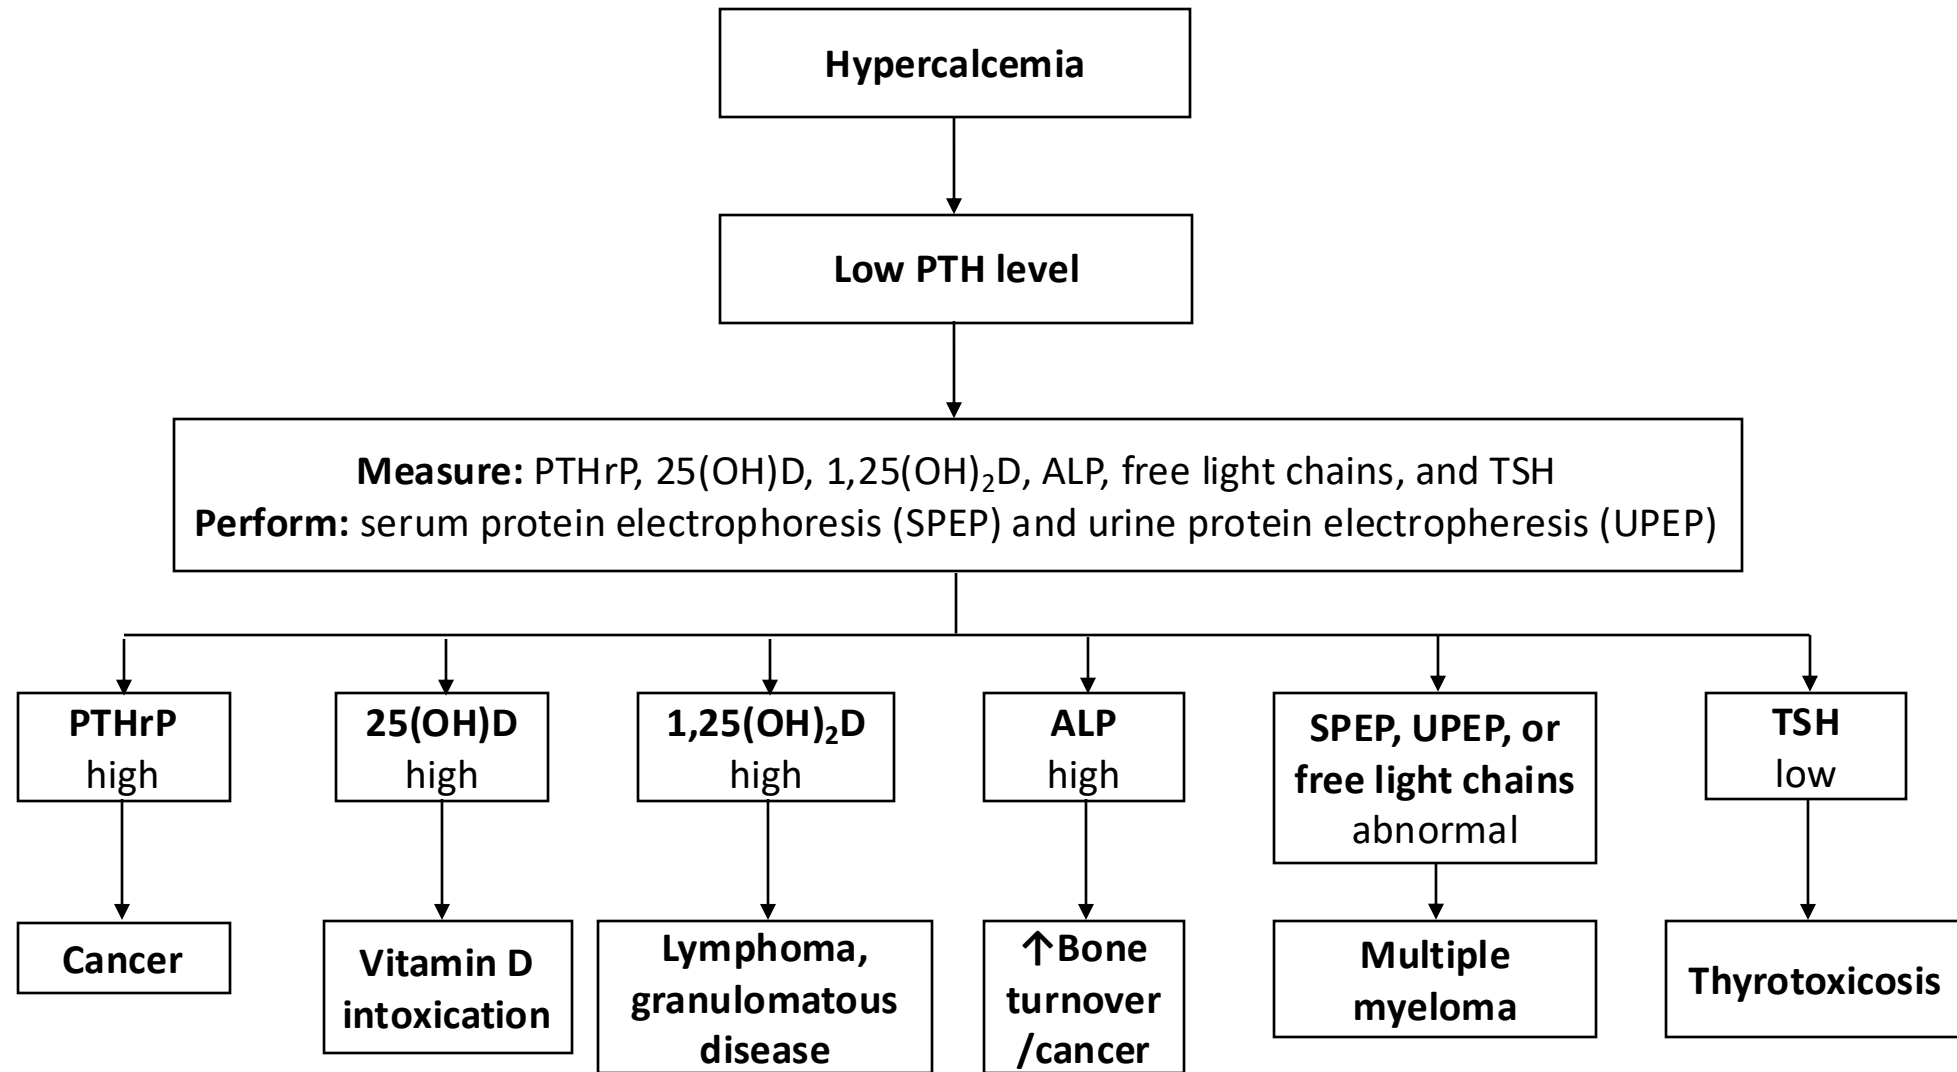 Hypercalcemia
Low PTH level
Measure: PTHrP, 25(OH)D, 1,25(OH)₂D, ALP, free light chains, and TSH
Perform: serum protein electrophoresis (SPEP) and urine protein electropheresis (UPEP)
PTHrP
high
25(OH)D
high
1,25(OH)₂D
high
ALP
high
SPEP, UPEP, or
free light chains
abnormal
TSH
low
Cancer
Vitamin D
intoxication
Lymphoma,
granulomatous
disease
↑Bone
turnover
/cancer
Multiple
myeloma
Thyrotoxicosis